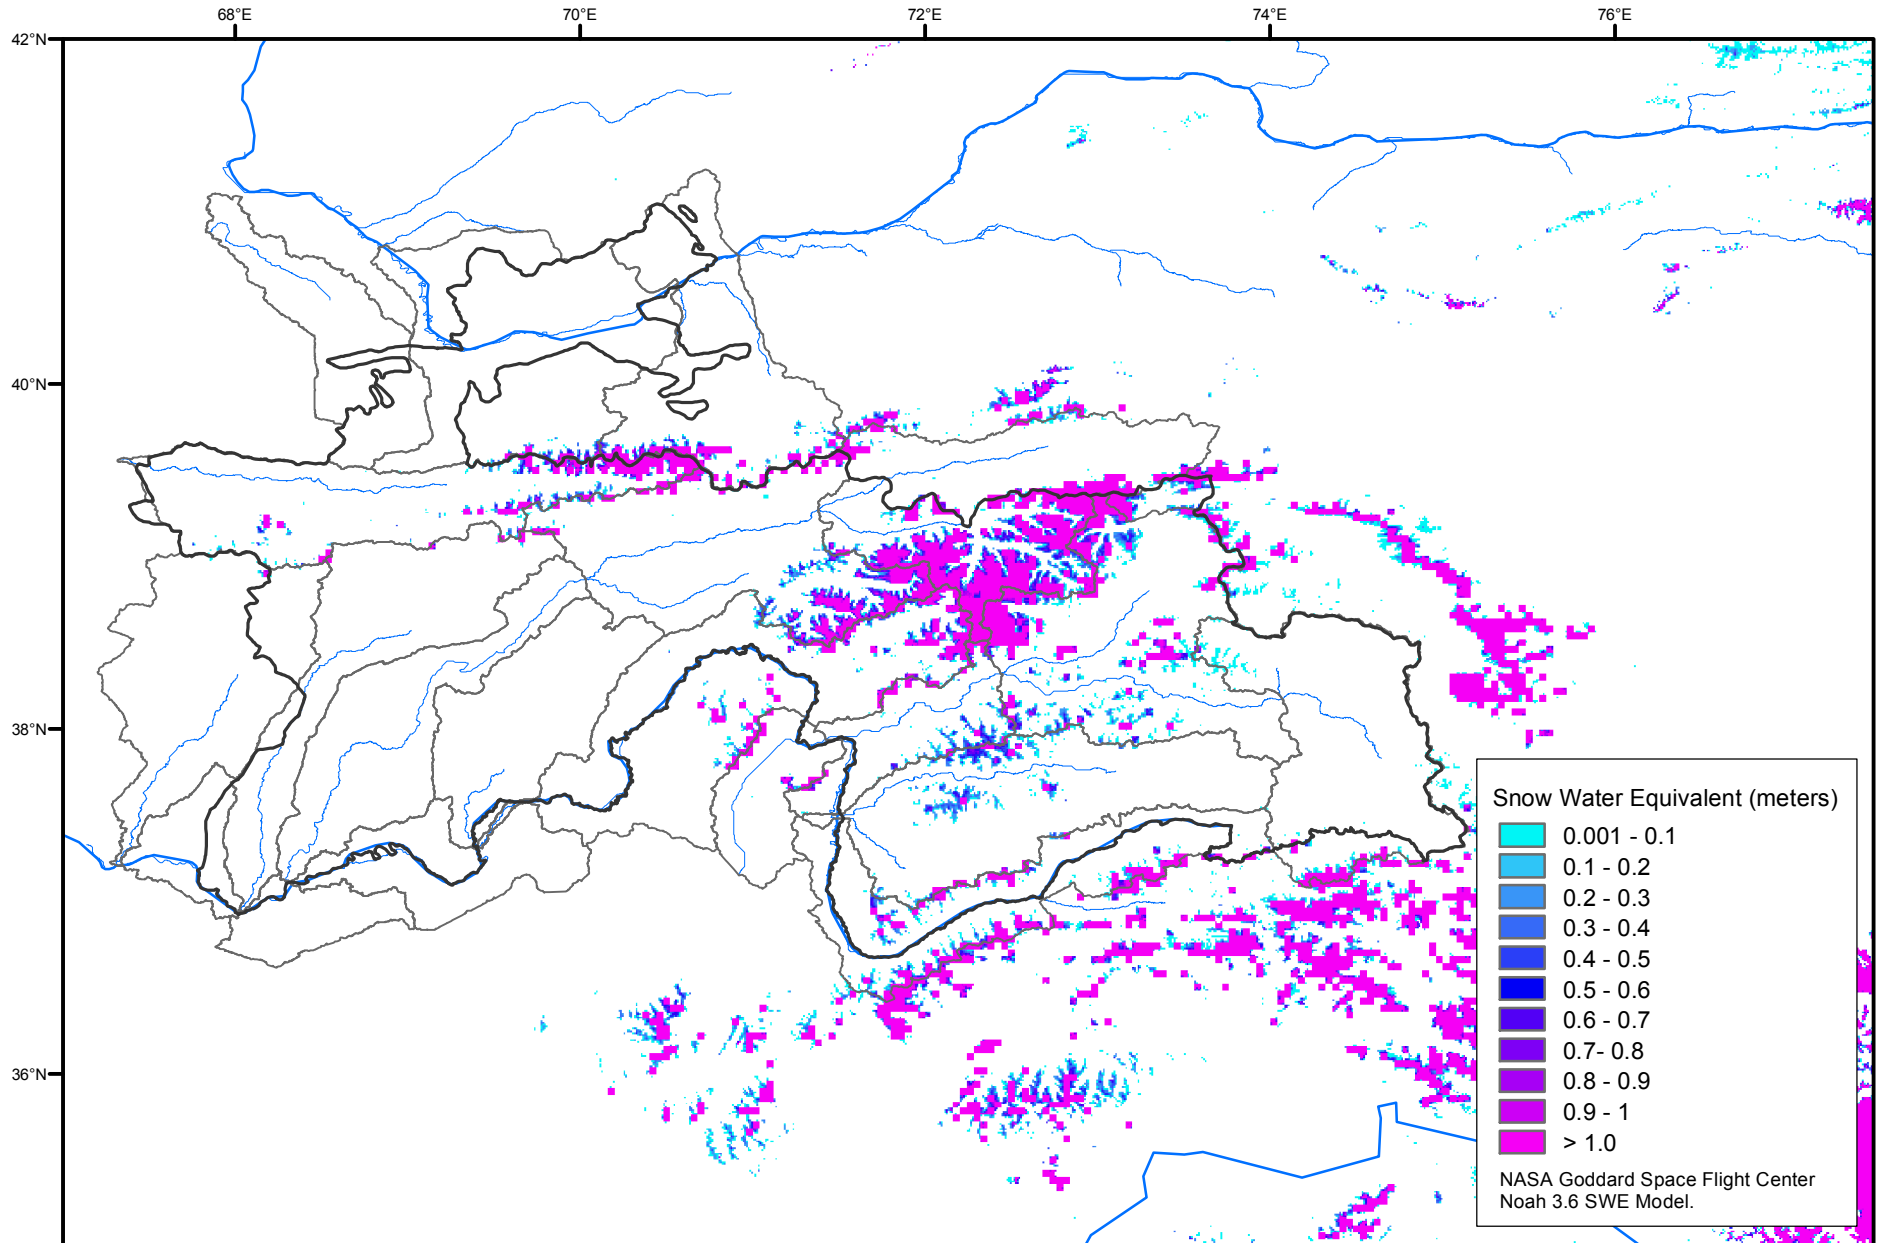 68°E
70°E
72°E
74°E
76°E
42°N
40°N
38°N
36°N
Snow Water Equivalent (meters)
0.001 - 0.1
0.1 - 0.2
0.2 - 0.3
0.3 - 0.4
0.4 - 0.5
0.5 - 0.6
0.6 - 0.7
0.7- 0.8
0.8 - 0.9
0.9 - 1
> 1.0
NASA Goddard Space Flight Center
Noah 3.6 SWE Model.